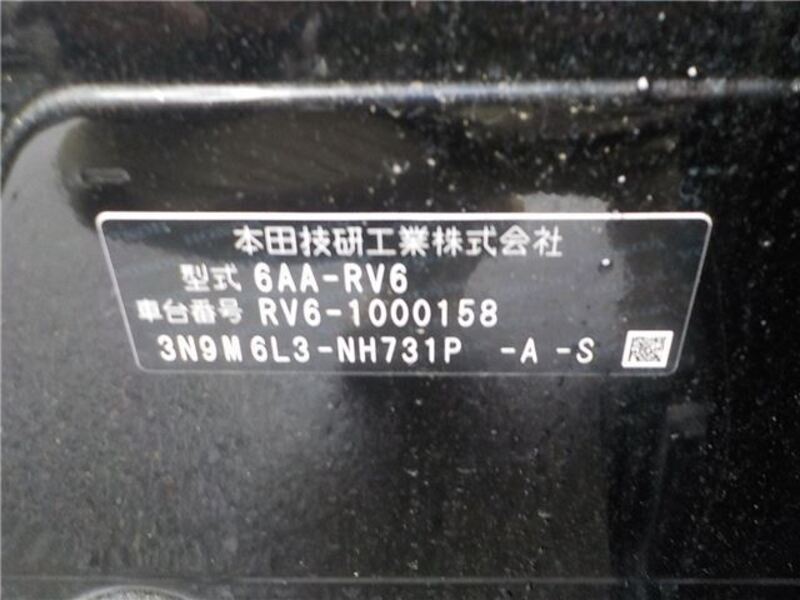 本田技研工業株式会社
型式 6AA-RV6
車台番号 RV6-1000158
3N9M6L3-NH731P -A -S